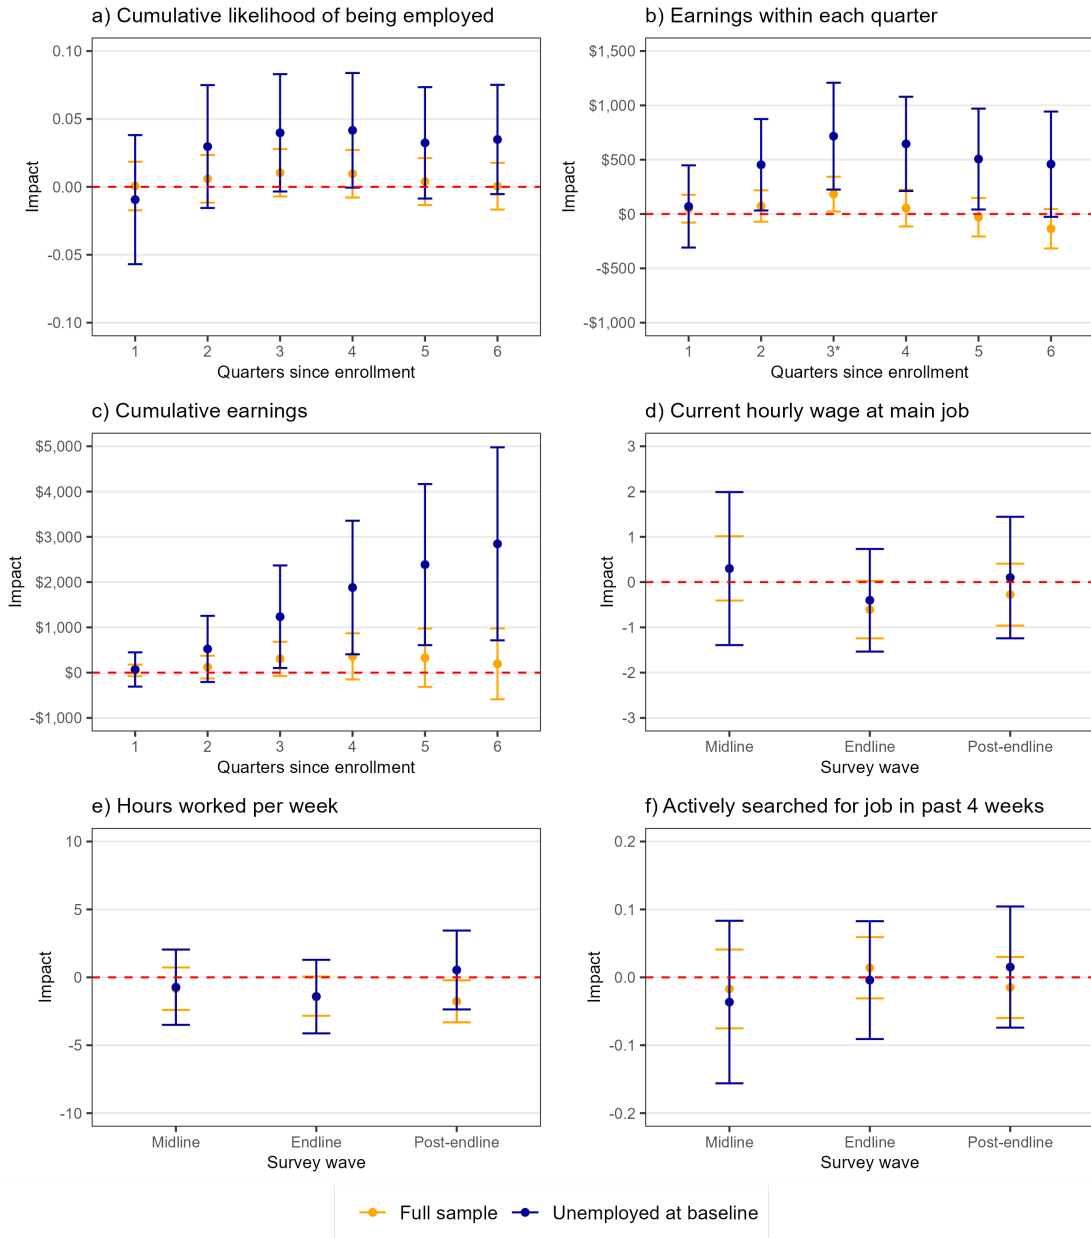 a) Cumulative likelihood of being employed
0.10
0.05
0.00
-0.05
-0.10
Impact
1 2 3 4 5 6
Quarters since enrollment
b) Earnings within each quarter
$1,500
$1,000
$500
$0
-$500
-$1,000
Impact
1 2 3* 4 5 6
Quarters since enrollment
c) Cumulative earnings
$5,000
$4,000
$3,000
$2,000
$1,000
$0
-$1,000
Impact
1 2 3 4 5 6
Quarters since enrollment
d) Current hourly wage at main job
3
2
1
0
-1
-2
-3
Impact
Midline Endline Post-endline
Survey wave
e) Hours worked per week
10
5
0
-5
-10
Impact
Midline Endline Post-endline
Survey wave
f) Actively searched for job in past 4 weeks
0.2
0.1
0.0
-0.1
-0.2
Impact
Midline Endline Post-endline
Survey wave
Full sample Unemployed at baseline